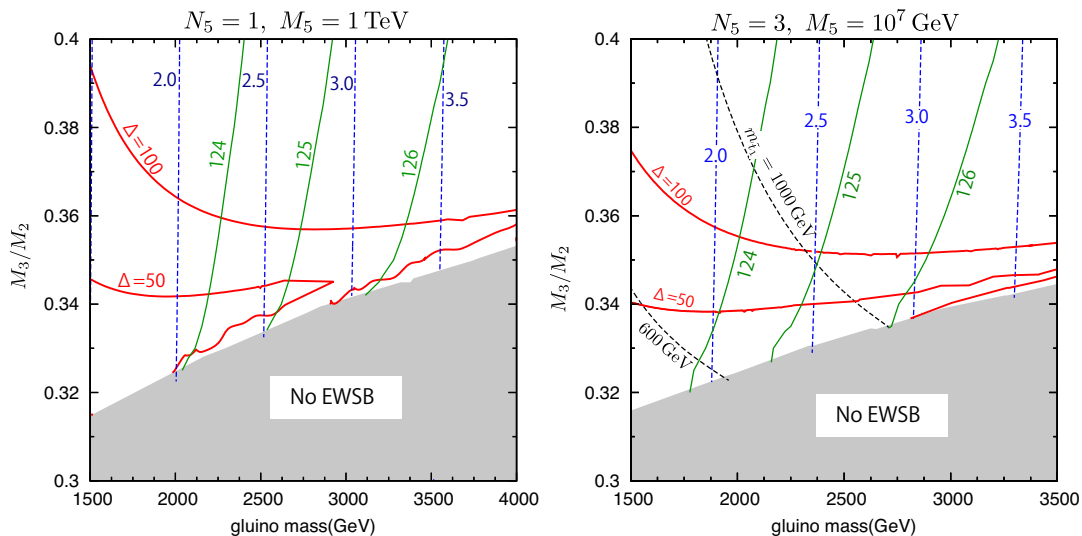 N₅ = 1, M₅ = 1 TeV
M₃/M₂
0.4
0.38
0.36
0.34
0.32
0.3
2.0
2.5
3.0
3.5
124
125
126
Δ=100
Δ=50
No EWSB
1500 2000 2500 3000 3500 4000
gluino mass(GeV)
N₅ = 3, M₅ = 10⁷ GeV
M₃/M₂
0.4
0.38
0.36
0.34
0.32
0.3
2.0
2.5
3.0
3.5
124
125
126
m_{t̃₁} = 1000 GeV
600 GeV
Δ=100
Δ=50
No EWSB
1500 2000 2500 3000 3500
gluino mass(GeV)